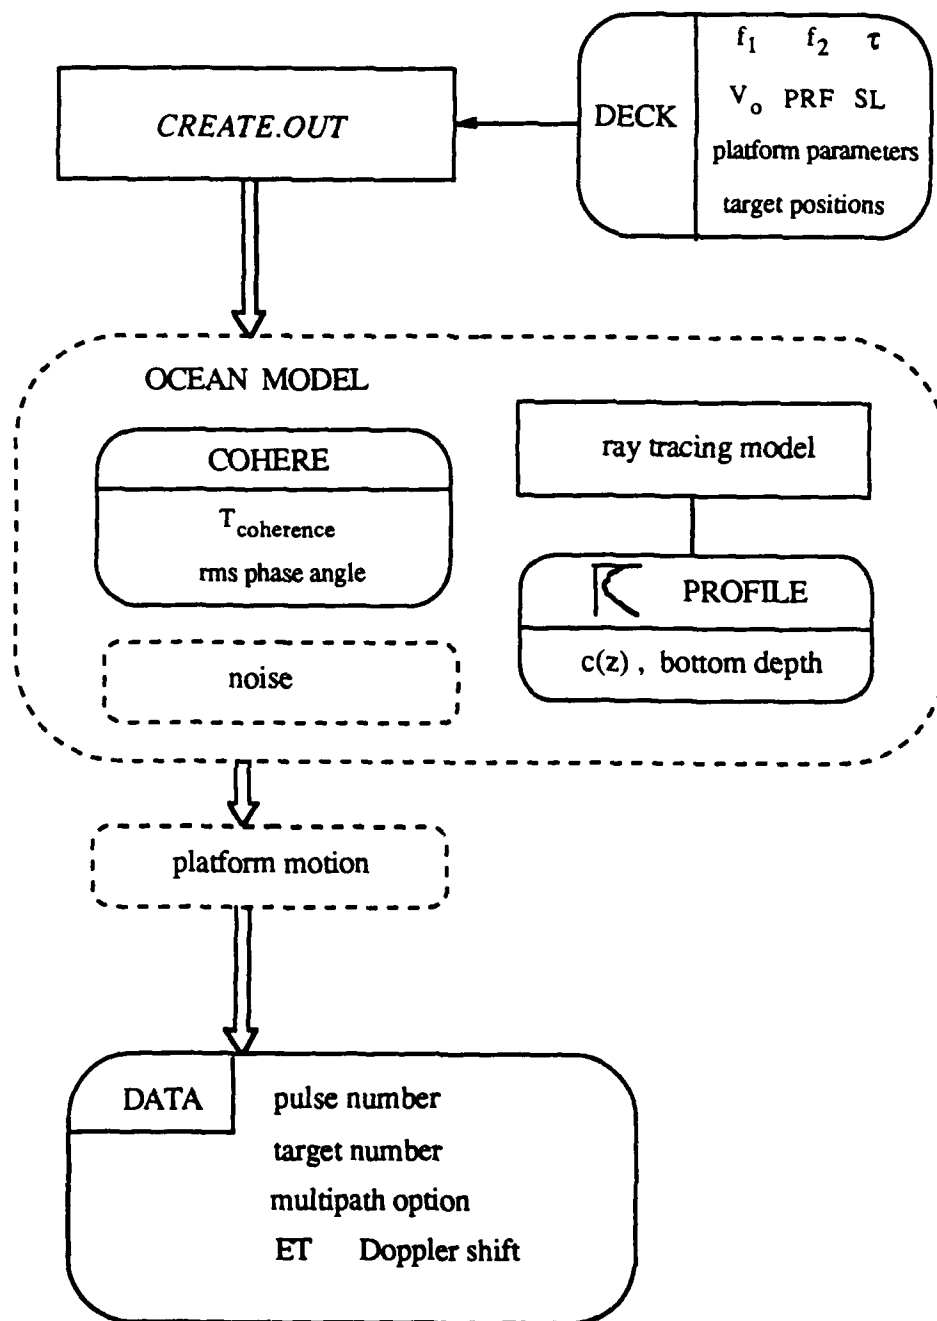 CREATE.OUT
DECK
f1 f2 τ
Vo PRF SL
platform parameters
target positions
OCEAN MODEL
COHERE
Tcoherence
rms phase angle
noise
ray tracing model
PROFILE
c(z) , bottom depth
platform motion
DATA
pulse number
target number
multipath option
ET Doppler shift